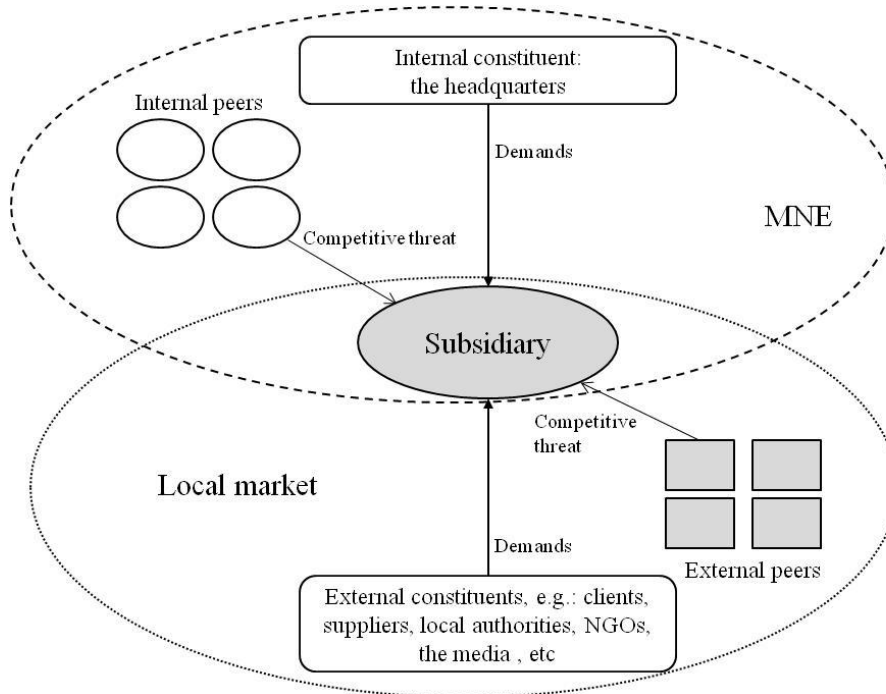 Internal constituent:
the headquarters
Internal peers
Demands
MNE
Competitive threat
Subsidiary
Competitive
threat
Local market
Demands
External peers
External constituents, e.g.: clients,
suppliers, local authorities, NGOs,
the media , etc